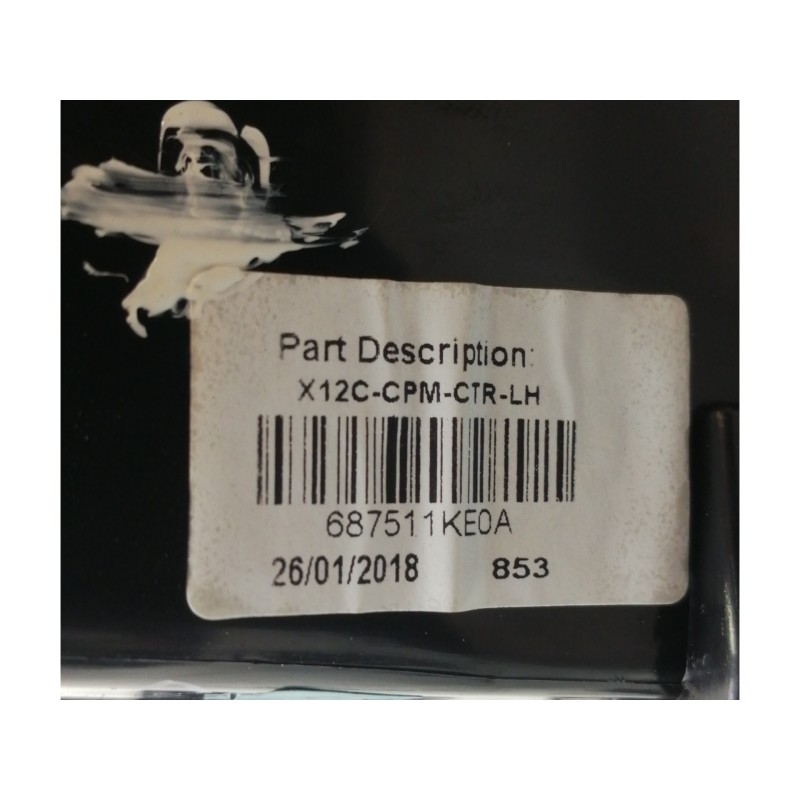 Part Description:
X12C-CPM-CTR-LH
687511KE0A
26/01/2018 853